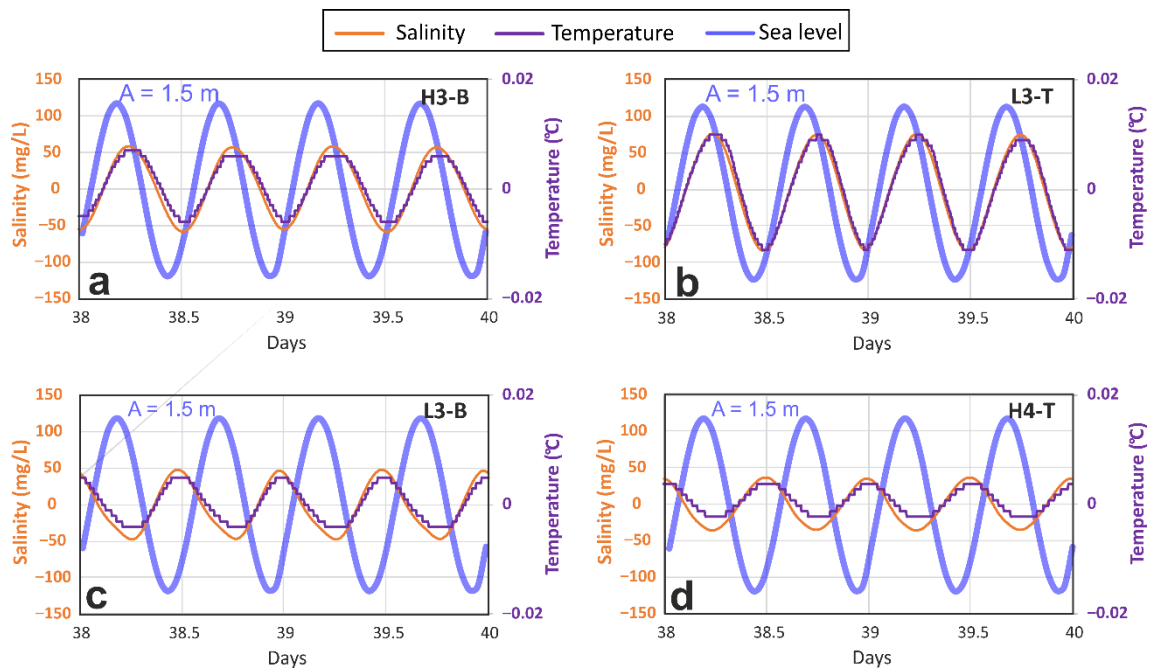 Salinity Temperature Sea level
A = 1.5 m
H3-B
Salinity (mg/L)
150
100
50
0
−50
−100
−150
0.02
0
−0.02
Temperature (℃)
a
38 38.5 39 39.5 40
Days
A = 1.5 m
L3-T
Salinity (mg/L)
150
100
50
0
−50
−100
−150
0.02
0
−0.02
Temperature (℃)
b
38 38.5 39 39.5 40
Days
A = 1.5 m
L3-B
Salinity (mg/L)
150
100
50
0
−50
−100
−150
0.02
0
−0.02
Temperature (℃)
c
38 38.5 39 39.5 40
Days
A = 1.5 m
H4-T
Salinity (mg/L)
150
100
50
0
−50
−100
−150
0.02
0
−0.02
Temperature (℃)
d
38 38.5 39 39.5 40
Days